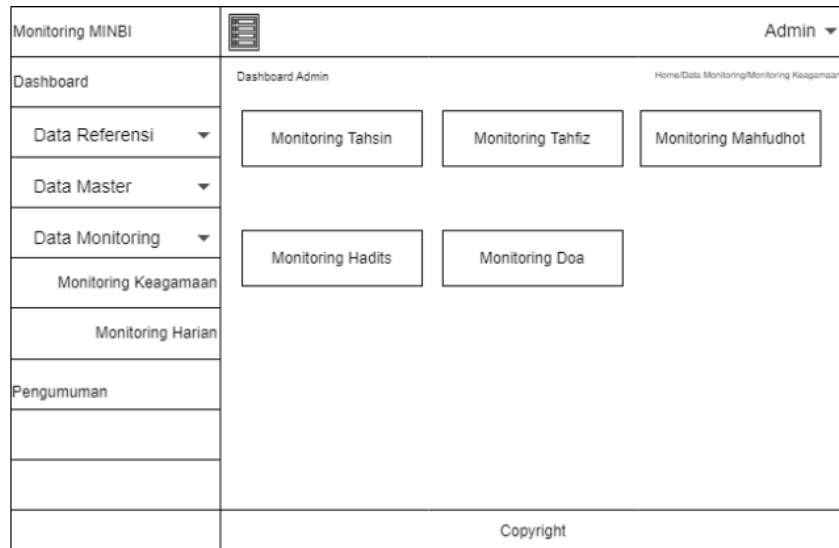 Monitoring MINBI
Admin
Dashboard
Dashboard Admin
Home/Data Monitoring/Monitoring Keagamaan
Data Referensi
Monitoring Tahsin
Monitoring Tahfiz
Monitoring Mahfudhot
Data Master
Data Monitoring
Monitoring Hadits
Monitoring Doa
Monitoring Keagamaan
Monitoring Harian
Pengumuman
Copyright